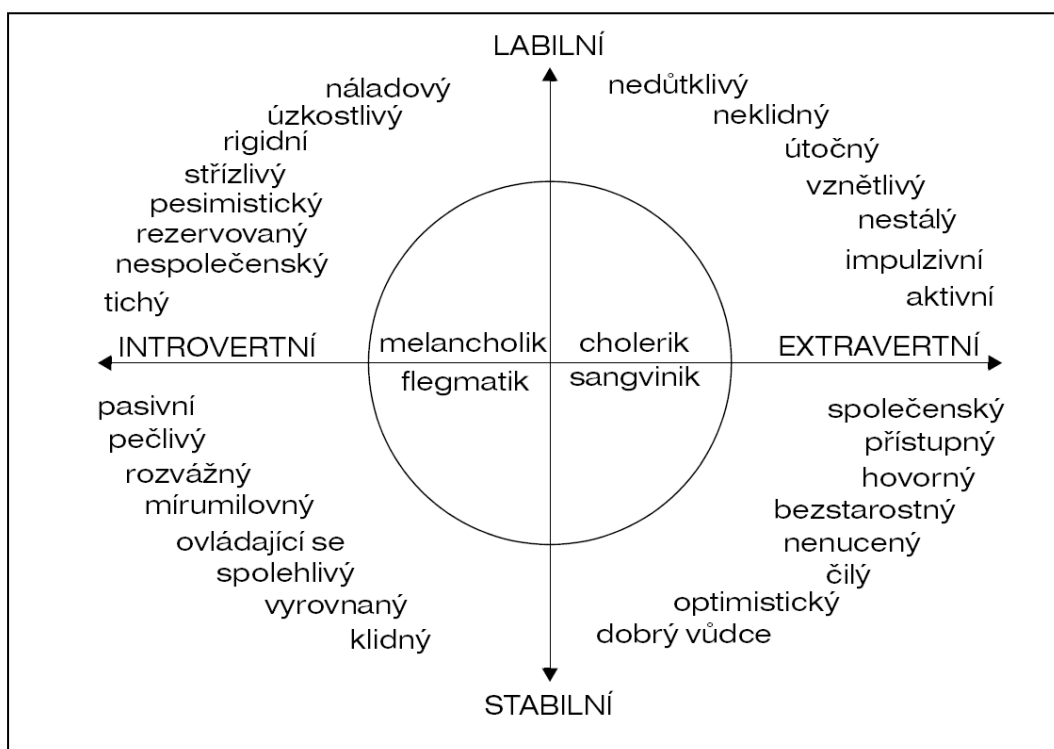 LABILNÍ
náladový
úzkostlivý
rigidní
střízlivý
pesimistický
rezervovaný
nespolečenský
tichý
nedůtklivý
neklidný
útočný
vznětlivý
nestálý
impulzivní
aktivní
INTROVERTNÍ
melancholik
cholerik
EXTRAVERTNÍ
flegmatik
sangvinik
pasivní
pečlivý
rozvážný
mírumilovný
ovládající se
spolehlivý
vyrovnaný
klidný
společenský
přístupný
hovorný
bezstarostný
nenucený
čilý
optimistický
dobrý vůdce
STABILNÍ